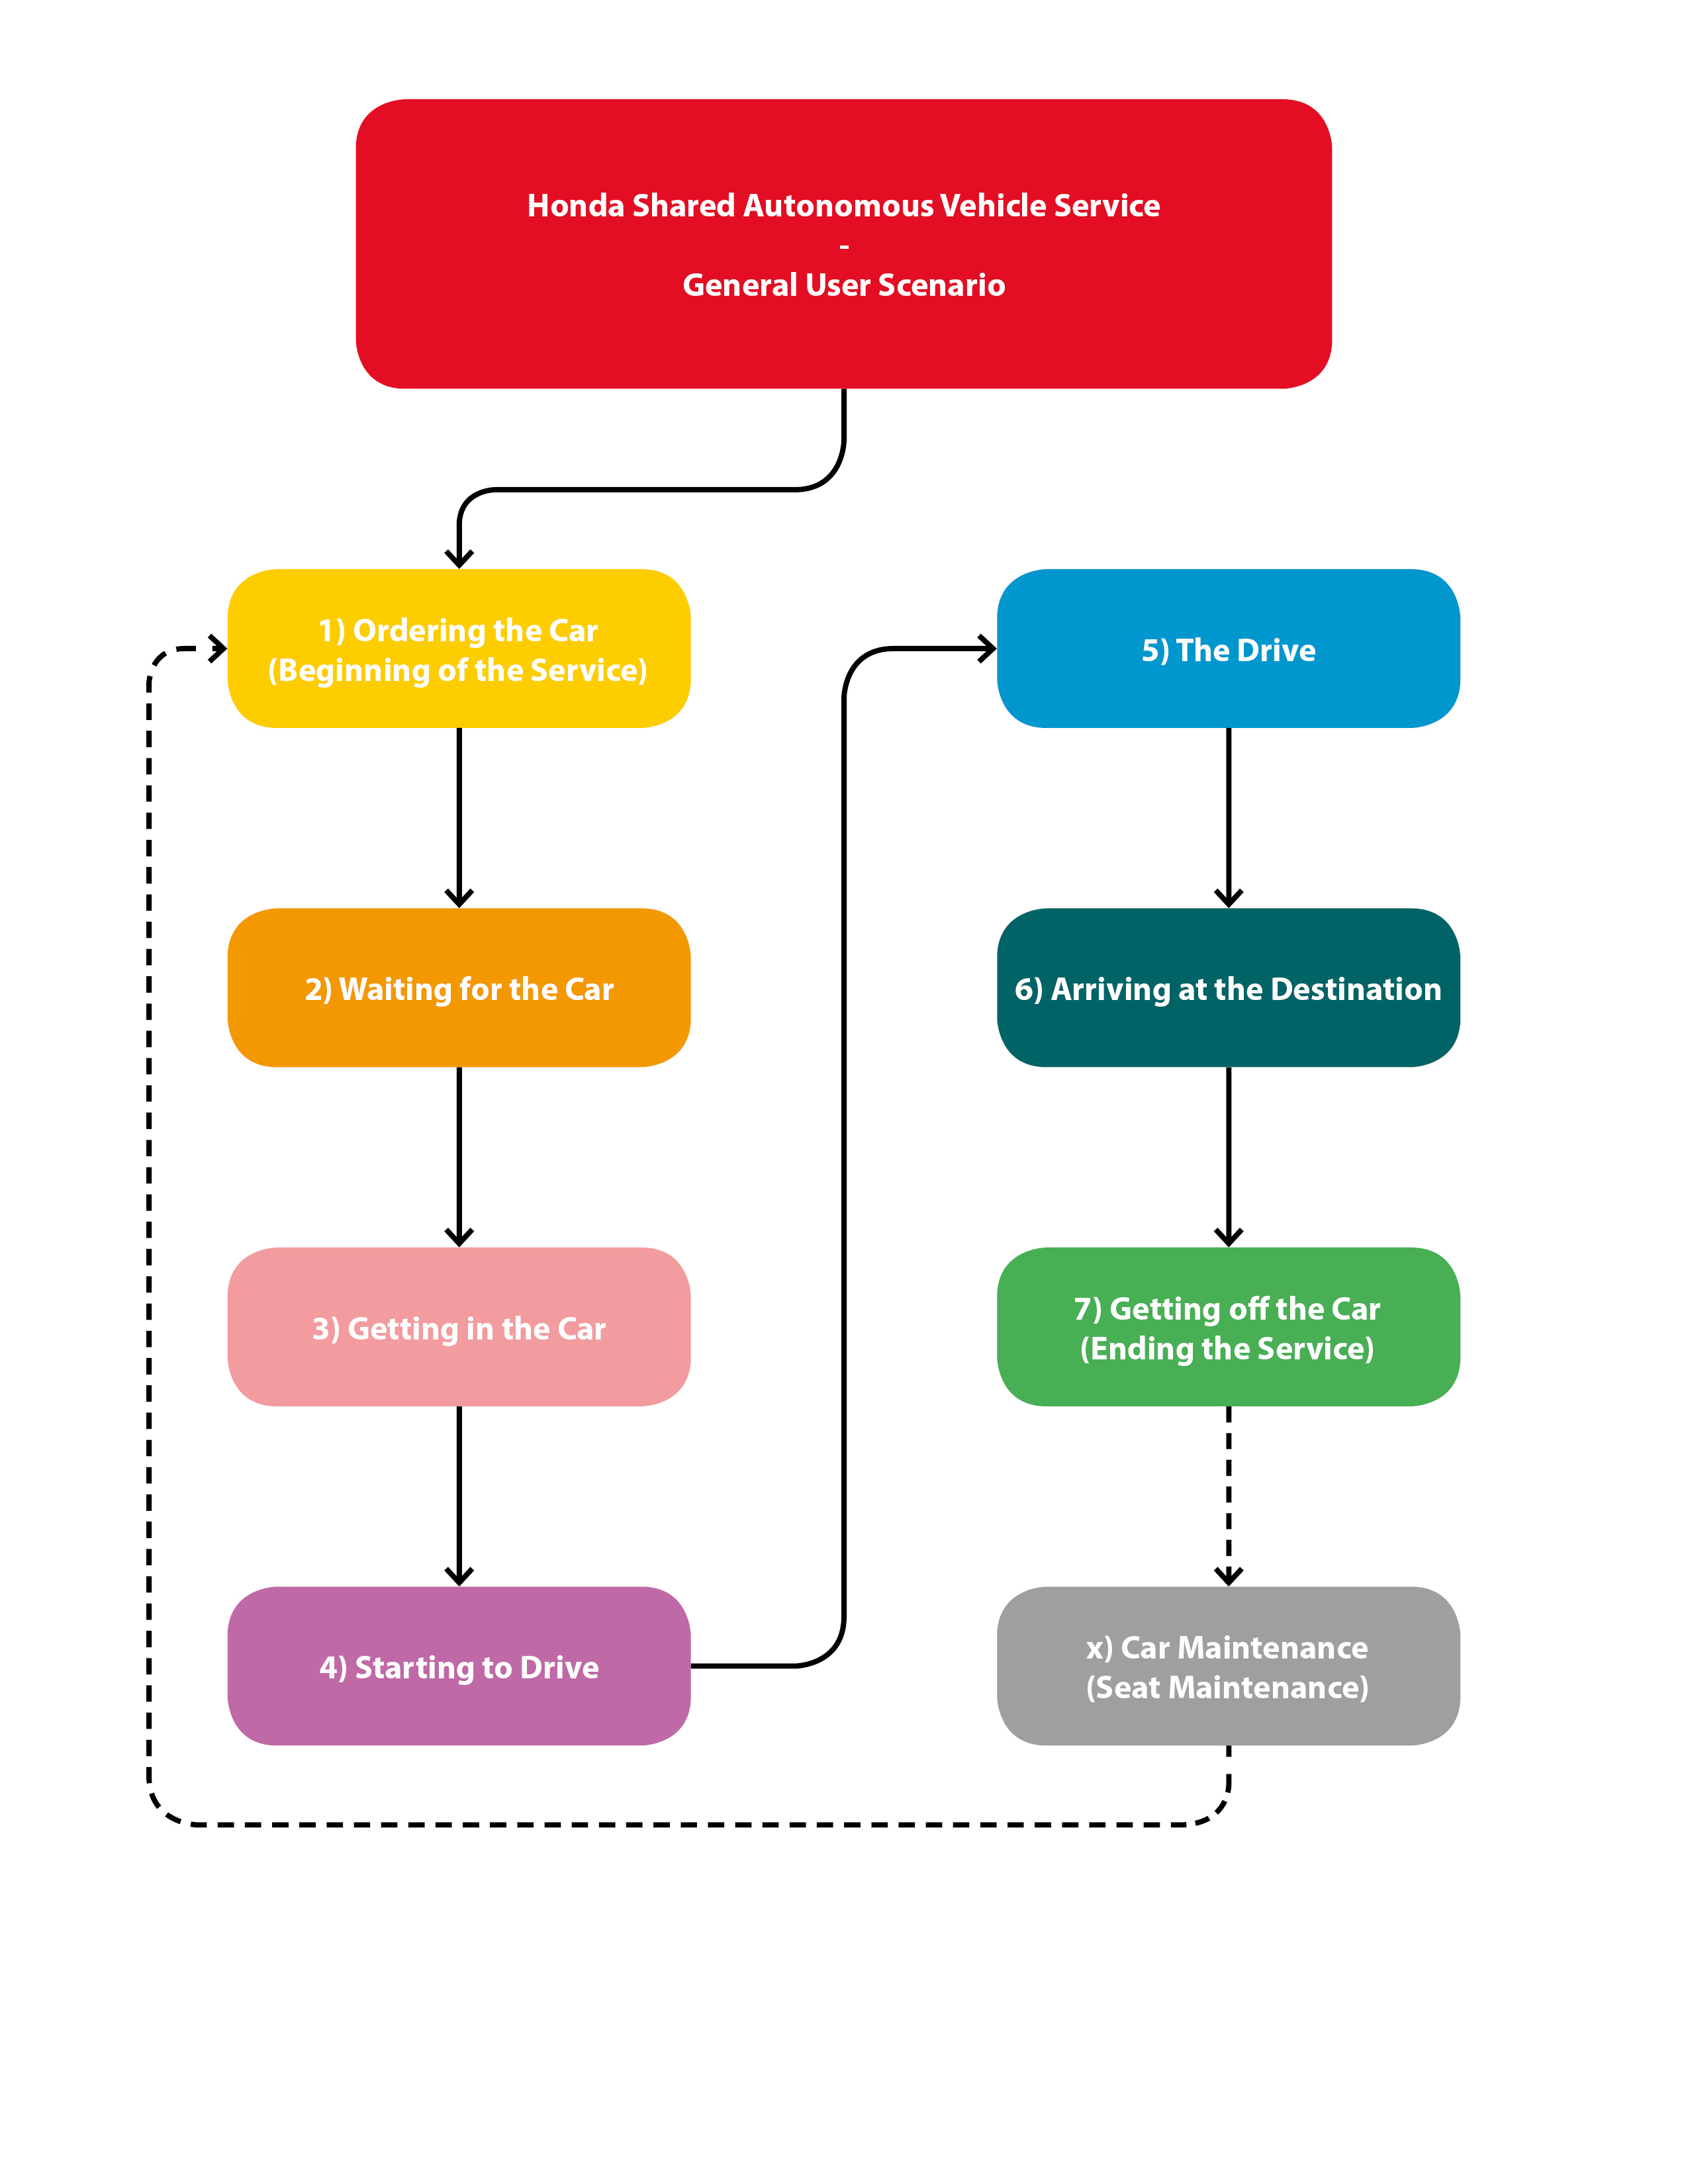 Honda Shared Autonomous Vehicle Service
-
General User Scenario
1) Ordering the Car
(Beginning of the Service)
2) Waiting for the Car
3) Getting in the Car
4) Starting to Drive
5) The Drive
6) Arriving at the Destination
7) Getting off the Car
(Ending the Service)
x) Car Maintenance
(Seat Maintenance)